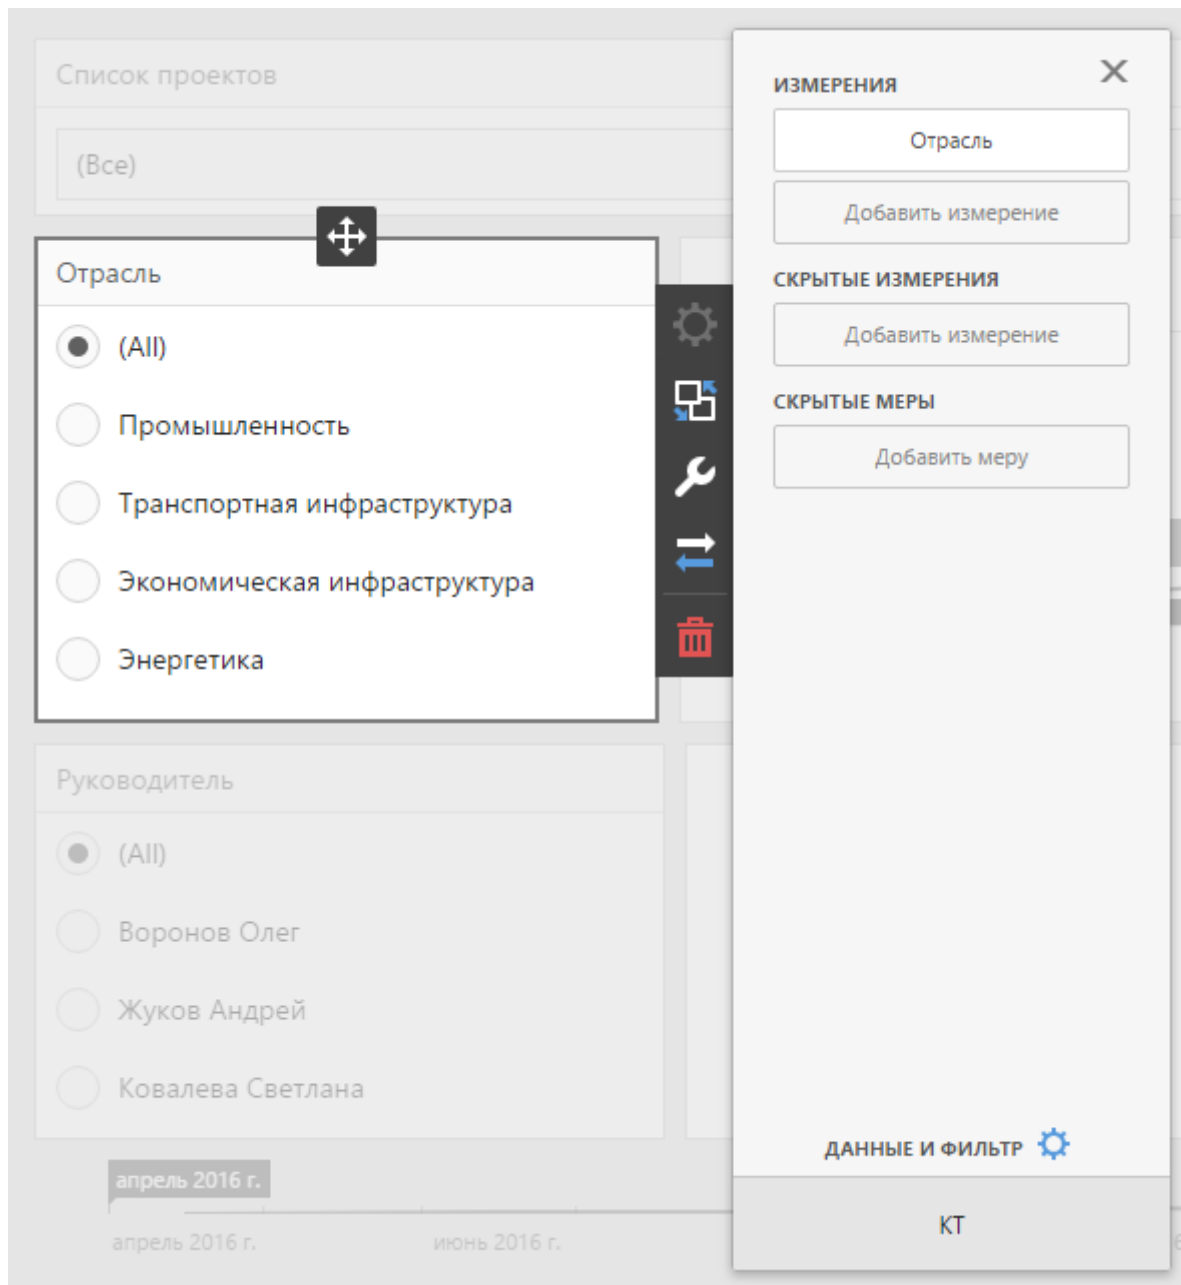 Список проектов
(Все)
Отрасль
(All)
Промышленность
Транспортная инфраструктура
Экономическая инфраструктура
Энергетика
Руководитель
(All)
Воронов Олег
Жуков Андрей
Ковалева Светлана
апрель 2016 г.
апрель 2016 г.
июнь 2016 г.
ИЗМЕРЕНИЯ
Отрасль
Добавить измерение
СКРЫТЫЕ ИЗМЕРЕНИЯ
Добавить измерение
СКРЫТЫЕ МЕРЫ
Добавить меру
ДАННЫЕ И ФИЛЬТР
КТ